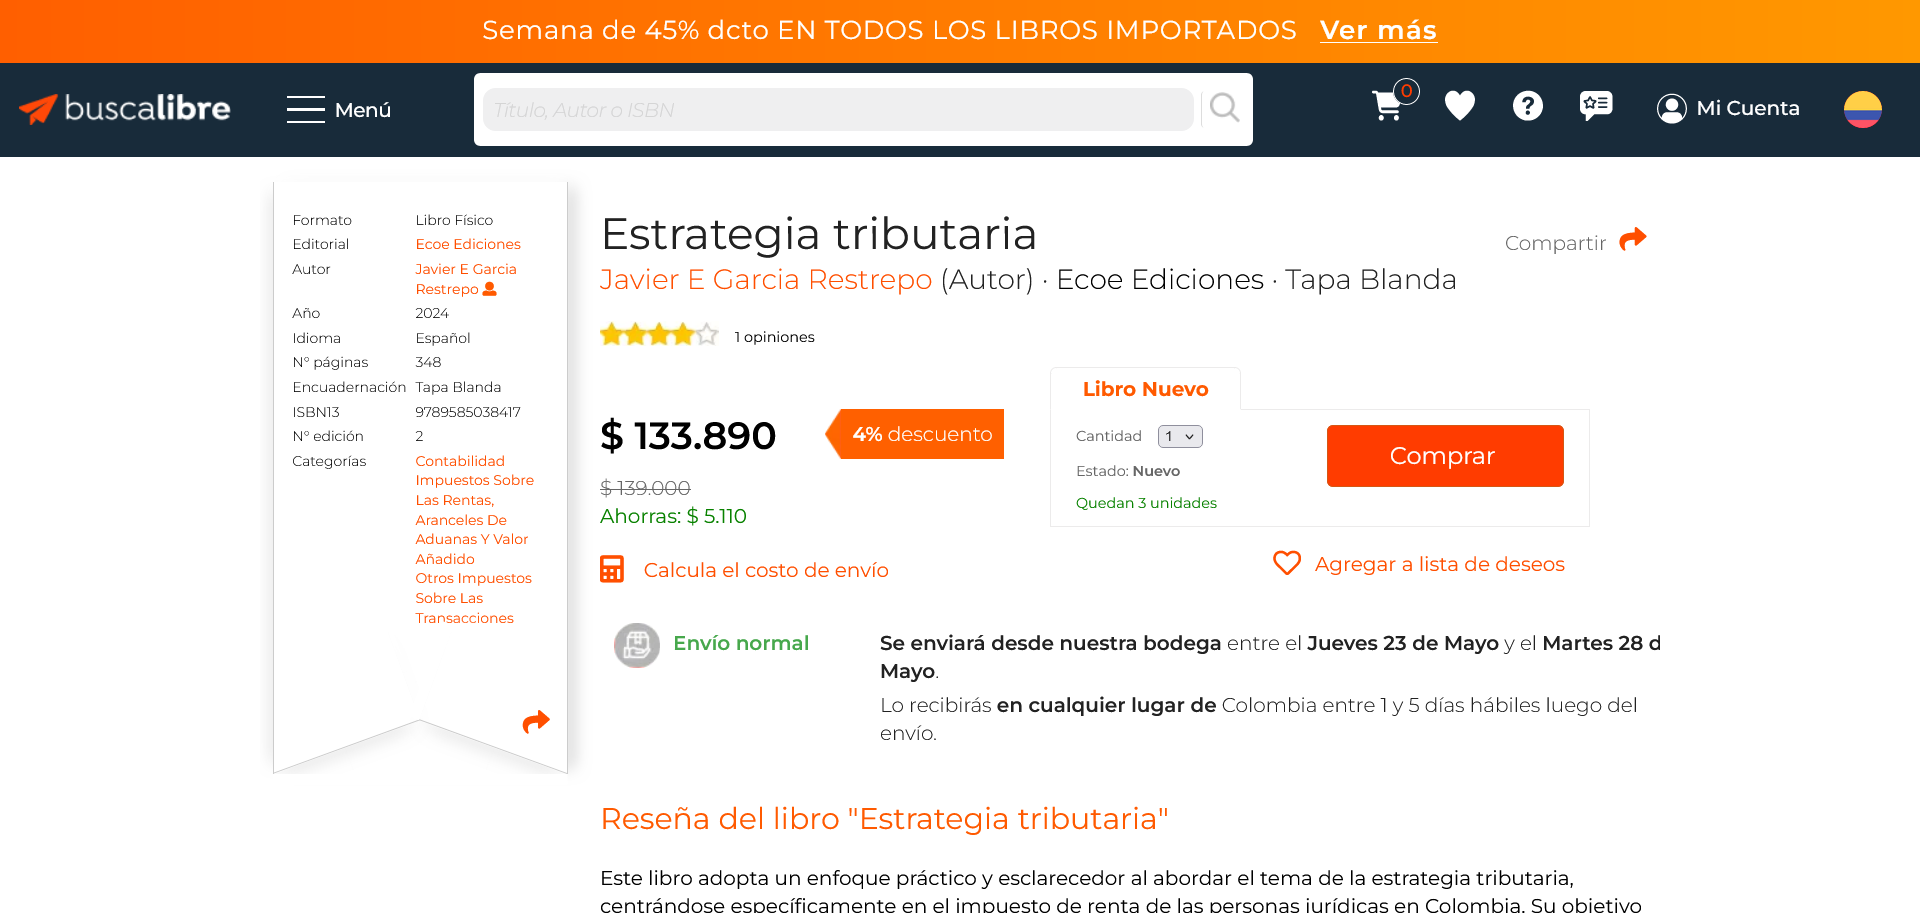 Semana de 45% dcto EN TODOS LOS LIBROS IMPORTADOS Ver más
buscalibre
Menú
Título, Autor o ISBN
0
Mi Cuenta
Formato Libro Físico
Editorial Ecoe Ediciones
Autor Javier E Garcia
Restrepo
Año 2024
Idioma Español
N° páginas 348
Encuadernación Tapa Blanda
ISBN13 9789585038417
N° edición 2
Categorías Contabilidad
Impuestos Sobre
Las Rentas,
Aranceles De
Aduanas Y Valor
Añadido
Otros Impuestos
Sobre Las
Transacciones
Estrategia tributaria
Compartir
Javier E Garcia Restrepo (Autor) · Ecoe Ediciones · Tapa Blanda
1 opiniones
$ 133.890
4% descuento
$ 139.000
Ahorras: $ 5.110
Libro Nuevo
Cantidad 1
Estado: Nuevo
Quedan 3 unidades
Comprar
Calcula el costo de envío
Agregar a lista de deseos
Envío normal
Se enviará desde nuestra bodega entre el Jueves 23 de Mayo y el Martes 28 d
Mayo.
Lo recibirás en cualquier lugar de Colombia entre 1 y 5 días hábiles luego del
envío.
Reseña del libro "Estrategia tributaria"
Este libro adopta un enfoque práctico y esclarecedor al abordar el tema de la estrategia tributaria,
centrándose específicamente en el impuesto de renta de las personas jurídicas en Colombia. Su objetivo